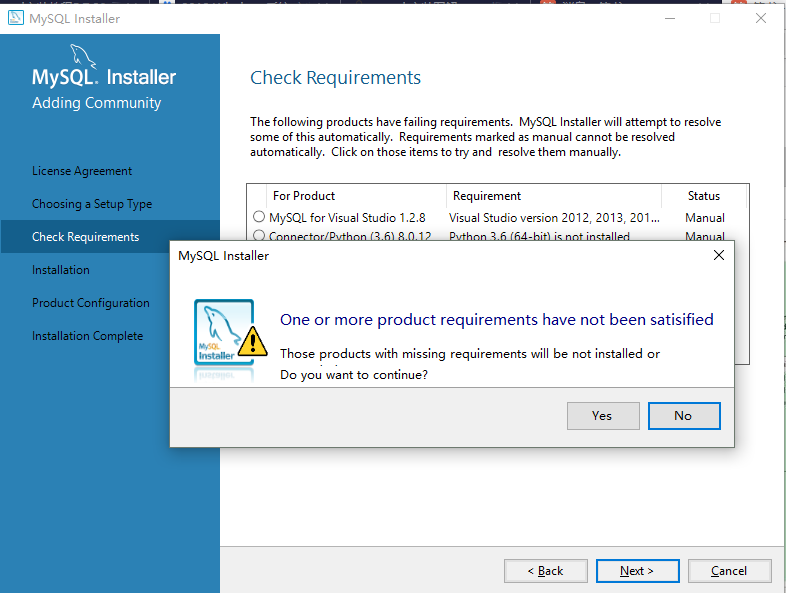 MySQL Installer
MySQL. Installer
Adding Community
License Agreement
Choosing a Setup Type
Check Requirements
Installation
Product Configuration
Installation Complete
Check Requirements
The following products have failing requirements. MySQL Installer will attempt to resolve
some of this automatically. Requirements marked as manual cannot be resolved
automatically. Click on those items to try and resolve them manually.
For Product Requirement Status
MySQL for Visual Studio 1.2.8 Visual Studio version 2012, 2013, 201... Manual
Connector/Python (3.6) 8.0.12 Python 3.6 (64-bit) is not installed Manual
MySQL Installer
MySQL
Installer
One or more product requirements have not been satisified
Those products with missing requirements will be not installed or
Do you want to continue?
Yes No
< Back Next > Cancel